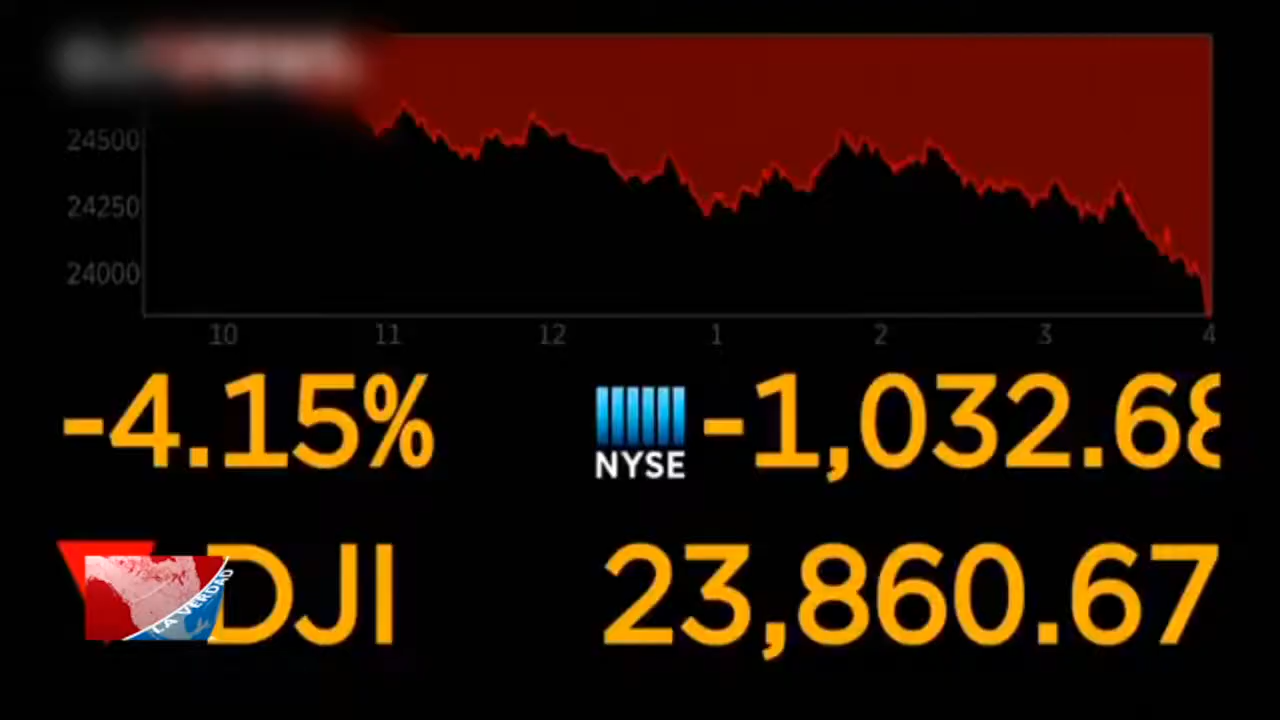 24500
24250
24000
10 11 12 1 2 3 4
-4.15% NYSE -1,032.68
DJI 23,860.67
LA VERDAD